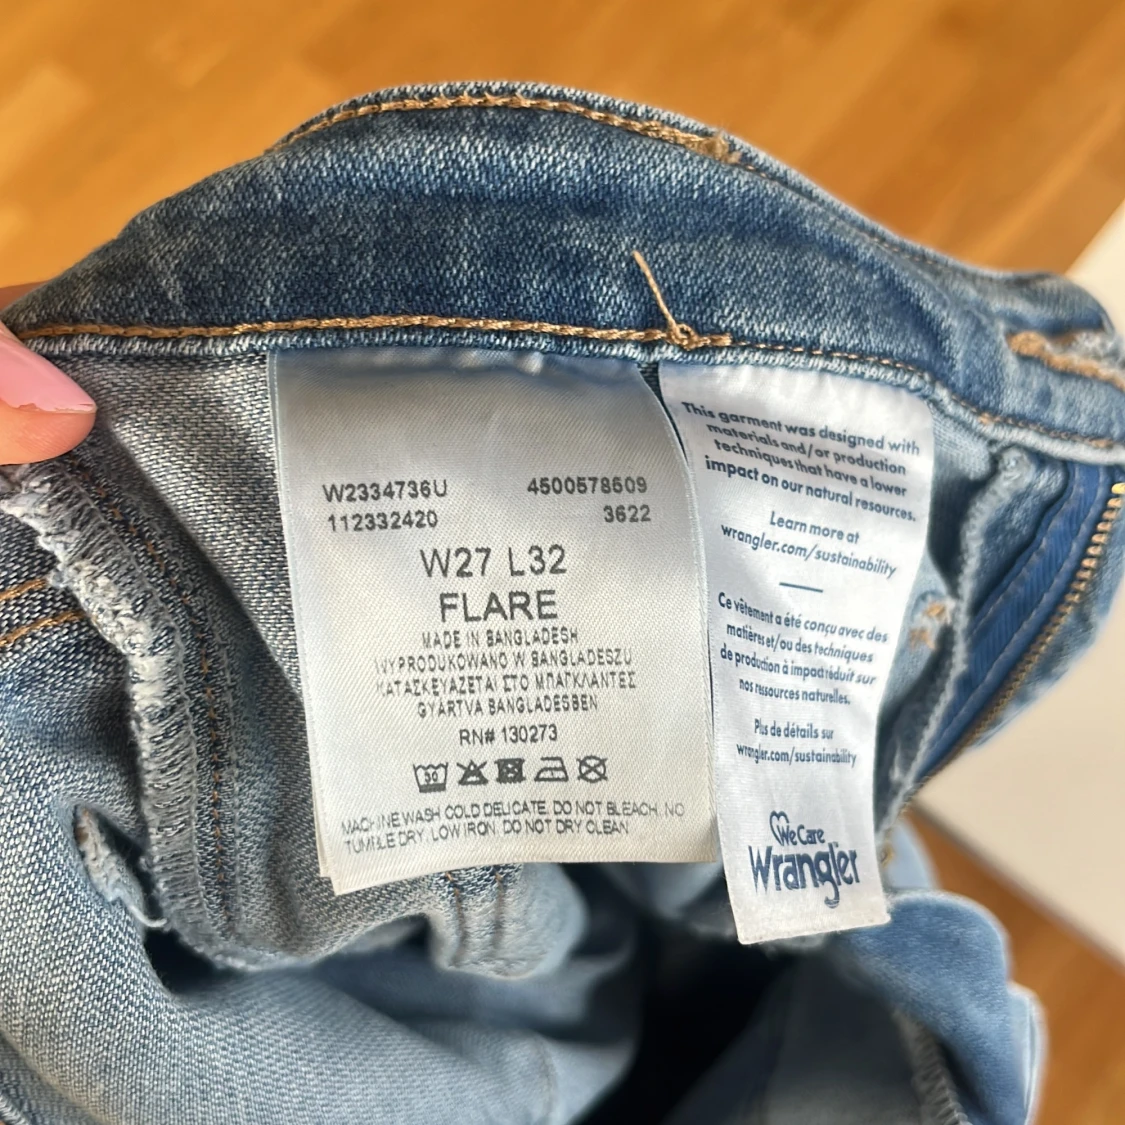 W2334736U 4500578609
112332420 3622
W27 L32
FLARE
MADE IN BANGLADESH
WYPRODUKOWANO W BANGLADESZU
ΚΑΤΑΣΚΕΥΑΖΕΤΑΙ ΣΤΟ ΜΠΑΓΚΛΑΝΤΕΣ
GYÁRTVA BANGLADESBEN
RN# 130273
30
MACHINE WASH COLD DELICATE. DO NOT BLEACH. NO
TUMBLE DRY. LOW IRON. DO NOT DRY CLEAN
This garment was designed with
materials and/or production
techniques that have a lower
impact on our natural resources.
Learn more at
wrangler.com/sustainability
Ce vêtement a été conçu avec des
matières et/ou des techniques
de production à impact réduit sur
nos ressources naturelles.
Plus de détails sur
wrangler.com/sustainability
We Care
Wrangler